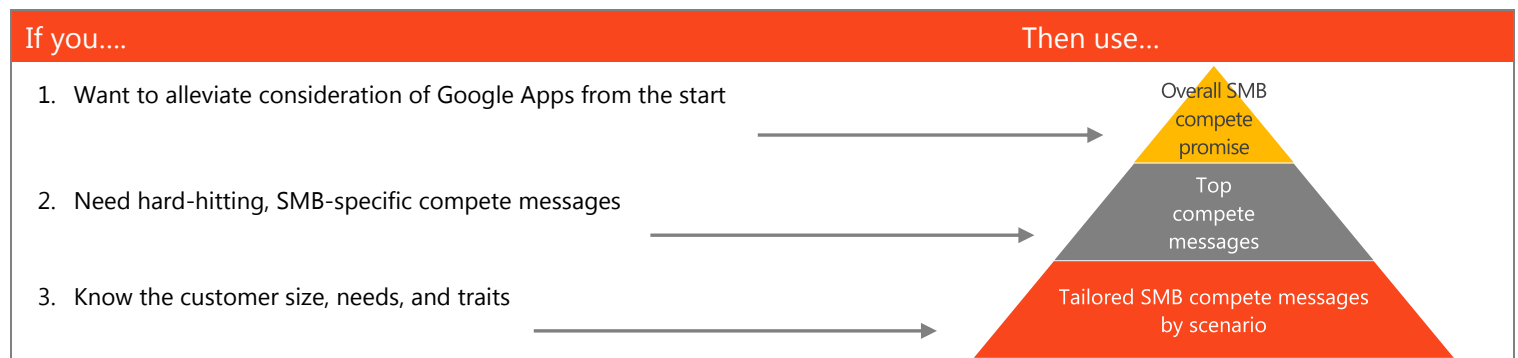 If you....
Then use...
1. Want to alleviate consideration of Google Apps from the start
Overall SMB
compete
promise
2. Need hard-hitting, SMB-specific compete messages
Top
compete
messages
3. Know the customer size, needs, and traits
Tailored SMB compete messages
by scenario